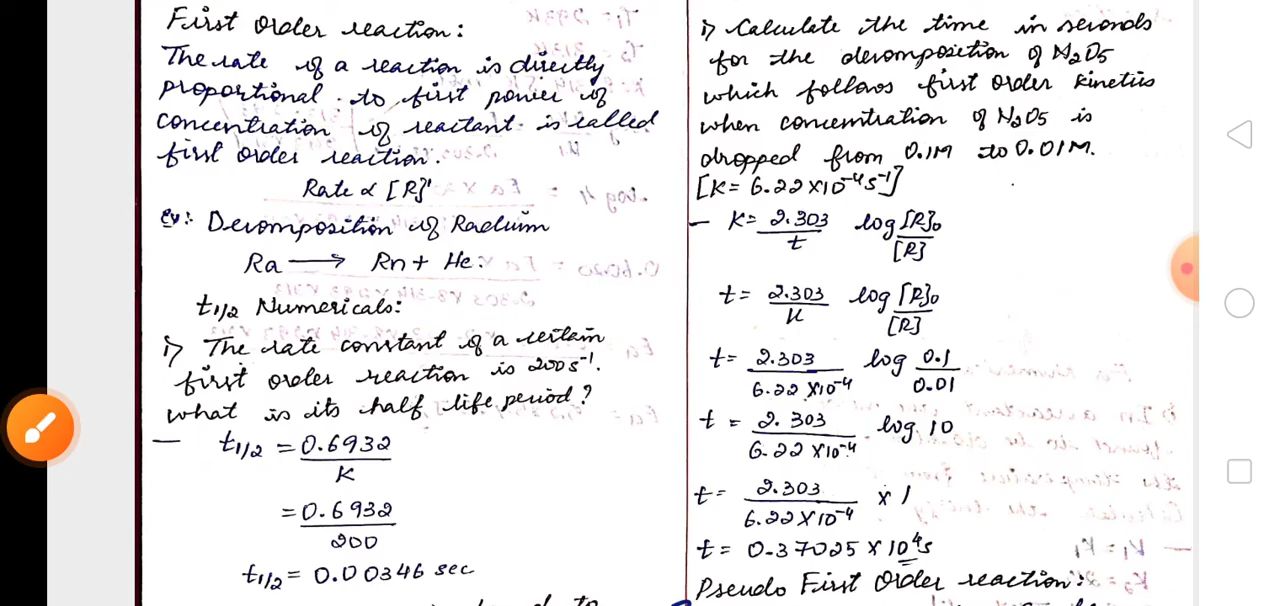 First Order reaction:
The rate of a reaction is directly
proportional to first power of
concentration of reactant is called
first order reaction.
Rate α [R]¹
Ex: Decomposition of Radium
Ra ⟶ Rn + He.
t1/2 Numericals:
i) The rate constant of a certain
first order reaction is 200 s⁻¹.
what is its half life period?
— t1/2 = 0.6932 / K
= 0.6932 / 200
t1/2 = 0.00346 sec
i) Calculate the time in seconds
for the decomposition of N2O5
which follows first order kinetics
when concentration of N2O5 is
dropped from 0.1M to 0.01M.
[K = 6.22 × 10⁻⁴ s⁻¹]
— K = 2.303 / t log [R]₀ / [R]
t = 2.303 / K log [R]₀ / [R]
t = 2.303 / 6.22 × 10⁻⁴ log 0.1 / 0.01
t = 2.303 / 6.22 × 10⁻⁴ log 10
t = 2.303 / 6.22 × 10⁻⁴ × 1
t = 0.37025 × 10⁴ s
Pseudo First Order reaction: